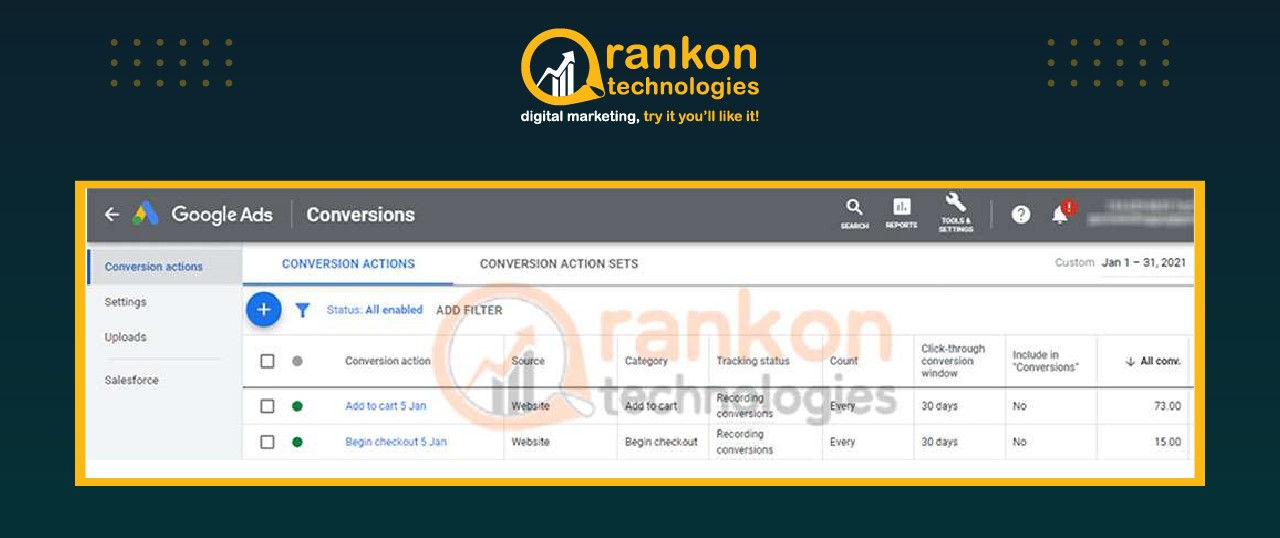 rankon
technologies
digital marketing, try it you'll like it!
Google Ads Conversions
SEARCH REPORTS TOOLS & SETTINGS
Conversion actions
Settings
Uploads
Salesforce
CONVERSION ACTIONS CONVERSION ACTION SETS Custom Jan 1 – 31, 2021
Status: All enabled ADD FILTER
Conversion action Source Category Tracking status Count Click-through conversion window Include in "Conversions" All conv.
Add to cart 5 Jan Website Add to cart Recording conversions Every 30 days No 73.00
Begin checkout 5 Jan Website Begin checkout Recording conversions Every 30 days No 15.00
rankon
technologies